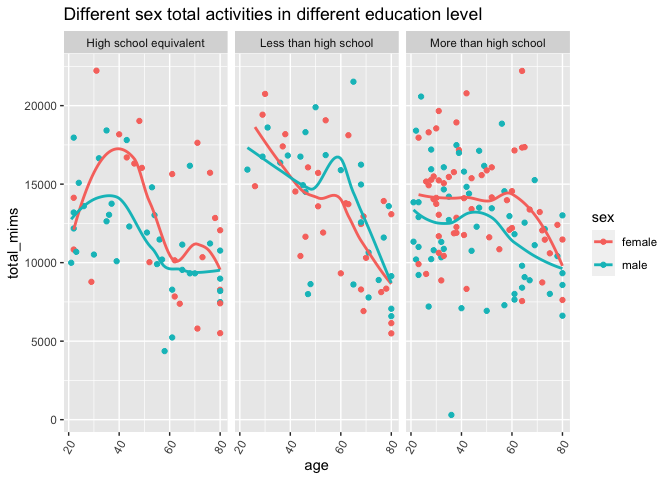 Different sex total activities in different education level
High school equivalent
Less than high school
More than high school
20000
15000
10000
5000
0
total_mims
20 40 60 80
20 40 60 80
20 40 60 80
age
sex
female
male